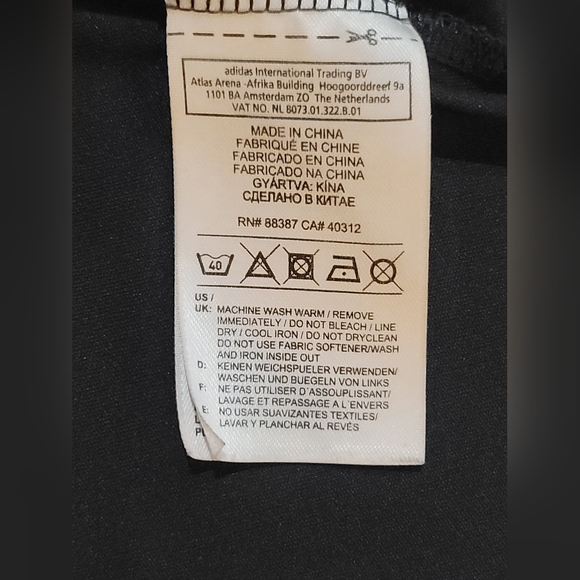 adidas International Trading BV
Atlas Arena -Afrika Building Hoogoorddreef 9a
1101 BA Amsterdam ZO The Netherlands
VAT NO. NL 8073.01.322.B.01
MADE IN CHINA
FABRIQUÉ EN CHINE
FABRICADO EN CHINA
FABRICADO NA CHINA
GYÁRTVA: KÍNA
СДЕЛАНО В КИТАЕ
RN# 88387 CA# 40312
40
US /
UK: MACHINE WASH WARM / REMOVE
IMMEDIATELY / DO NOT BLEACH / LINE
DRY / COOL IRON / DO NOT DRYCLEAN
DO NOT USE FABRIC SOFTENER/WASH
AND IRON INSIDE OUT
D: KEINEN WEICHSPUELER VERWENDEN/
WASCHEN UND BUEGELN VON LINKS
F: NE PAS UTILISER D'ASSOUPLISSANT/
LAVAGE ET REPASSAGE A L'ENVERS
E: NO USAR SUAVIZANTES TEXTILES/
LAVAR Y PLANCHAR AL REVÉS